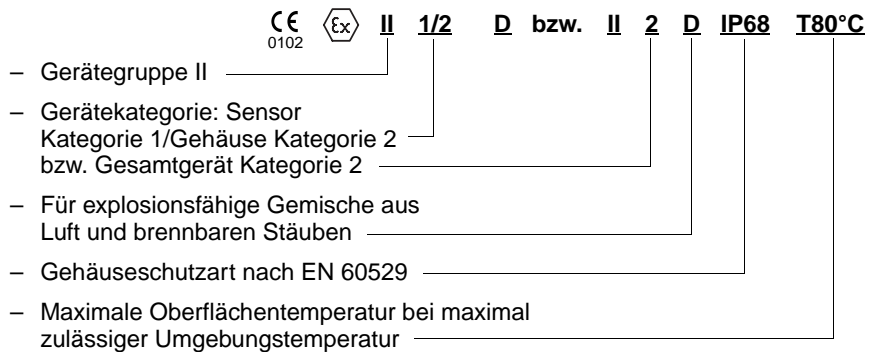 CE Ex II 1/2 D bzw. II 2 D IP68 T80°C
0102
– Gerätegruppe II
– Gerätekategorie: Sensor
Kategorie 1/Gehäuse Kategorie 2
bzw. Gesamtgerät Kategorie 2
– Für explosionsfähige Gemische aus
Luft und brennbaren Stäuben
– Gehäuseschutzart nach EN 60529
– Maximale Oberflächentemperatur bei maximal
zulässiger Umgebungstemperatur